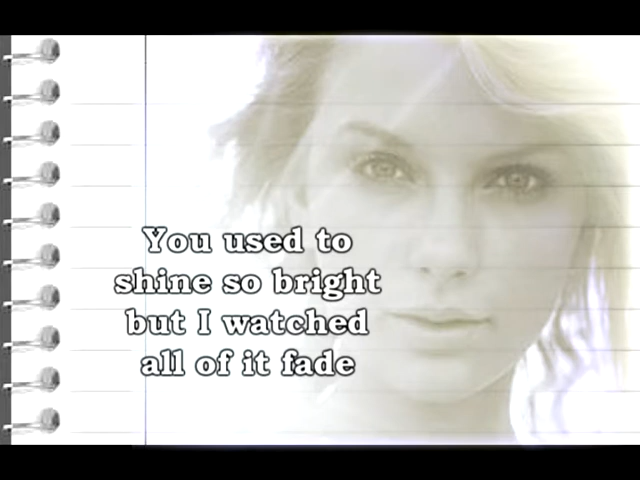 You used to
shine so bright
but I watched
all of it fade